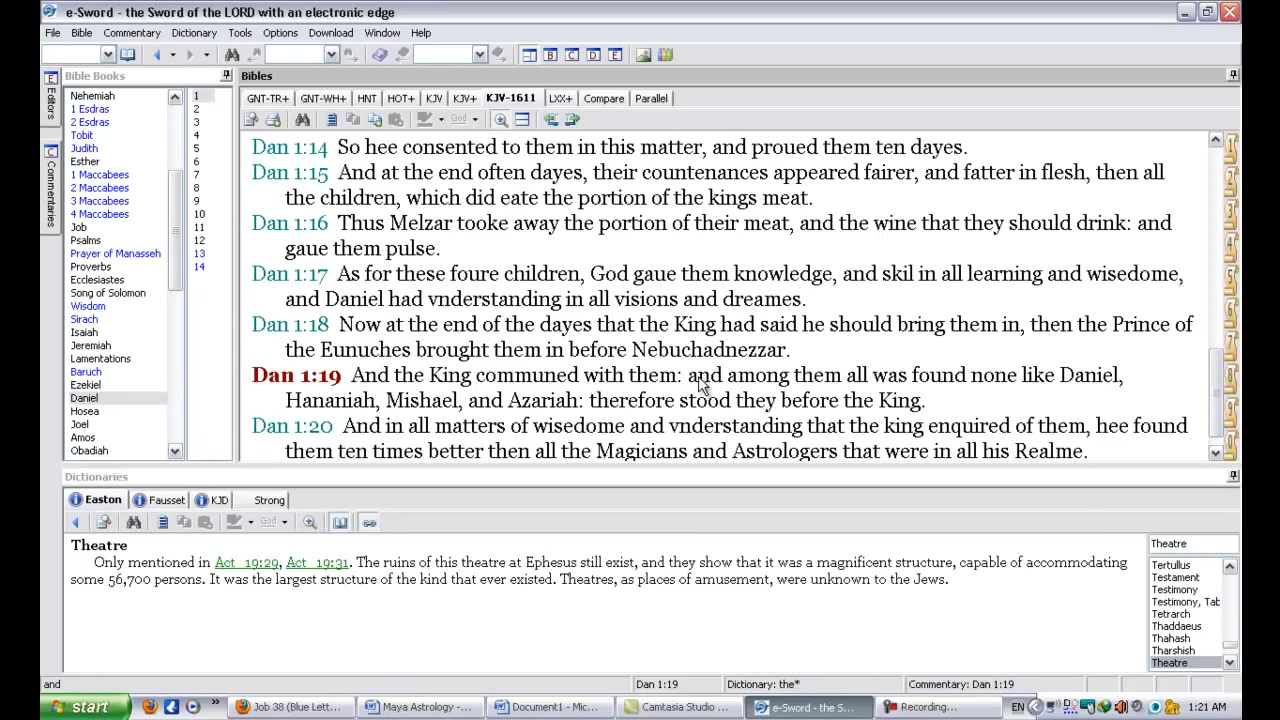 e-Sword - the Sword of the LORD with an electronic edge
File Bible Commentary Dictionary Tools Options Download Window Help
B C D E
Bible Books
Bibles
Editors
Commentaries
Nehemiah
1 Esdras
2 Esdras
Tobit
Judith
Esther
1 Maccabees
2 Maccabees
3 Maccabees
4 Maccabees
Job
Psalms
Prayer of Manasseh
Proverbs
Ecclesiastes
Song of Solomon
Wisdom
Sirach
Isaiah
Jeremiah
Lamentations
Baruch
Ezekiel
Daniel
Hosea
Joel
Amos
Obadiah
1
2
3
4
5
6
7
8
9
10
11
12
13
14
GNT-TR+ GNT-WH+ HNT HOT+ KJV KJV+ KJV-1611 LXX+ Compare Parallel
God
Dan 1:14 So hee consented to them in this matter, and proued them ten dayes.
Dan 1:15 And at the end often dayes, their countenances appeared fairer, and fatter in flesh, then all
the children, which did eate the portion of the kings meat.
Dan 1:16 Thus Melzar tooke away the portion of their meat, and the wine that they should drink: and
gaue them pulse.
Dan 1:17 As for these foure children, God gaue them knowledge, and skil in all learning and wisedome,
and Daniel had vnderstanding in all visions and dreames.
Dan 1:18 Now at the end of the dayes that the King had said he should bring them in, then the Prince of
the Eunuches brought them in before Nebuchadnezzar.
Dan 1:19 And the King communed with them: and among them all was found none like Daniel,
Hananiah, Mishael, and Azariah: therefore stood they before the King.
Dan 1:20 And in all matters of wisedome and vnderstanding that the king enquired of them, hee found
them ten times better then all the Magicians and Astrologers that were in all his Realme.
Dictionaries
Easton Fausset KJD Strong
God
Theatre
Only mentioned in Act_19:29, Act_19:31. The ruins of this theatre at Ephesus still exist, and they show that it was a magnificent structure, capable of accommodating
some 56,700 persons. It was the largest structure of the kind that ever existed. Theatres, as places of amusement, were unknown to the Jews.
Theatre
Tertullus
Testament
Testimony
Testimony, Tab
Tetrarch
Thaddaeus
Thahash
Tharshish
Theatre
and Dan 1:19 Dictionary: the* Commentary: Dan 1:19
start Job 38 (Blue Lett... Maya Astrology - ... Document1 - Mic... Camtasia Studio ... e-Sword - the S... Recording... EN 1:21 AM